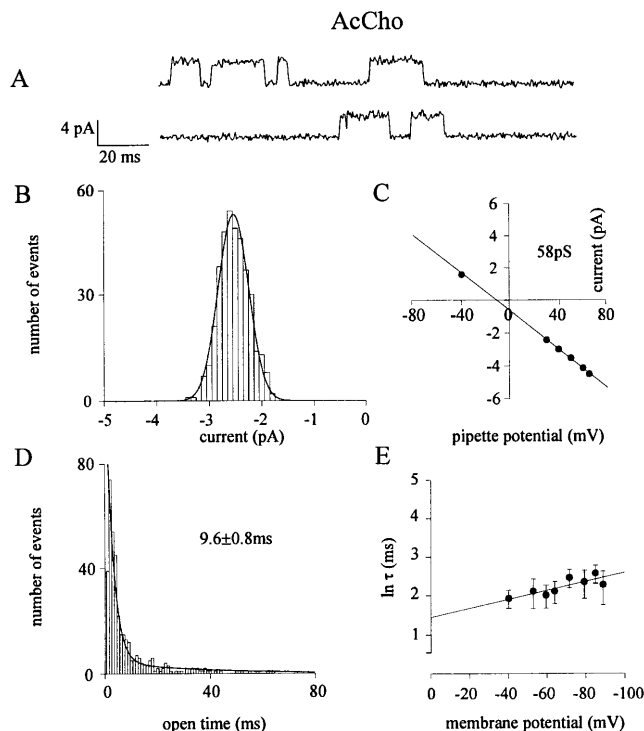 AcCho
A
4 pA
20 ms
B
60
30
0
number of events
-5 -4 -3 -2 -1 0
current (pA)
C
6
4
2
-2
-4
-6
current (pA)
58pS
-80 -40 0 40 80
pipette potential (mV)
D
80
40
0
number of events
9.6±0.8ms
0 40 80
open time (ms)
E
5
4
3
2
1
ln τ (ms)
0 -20 -40 -60 -80 -100
membrane potential (mV)